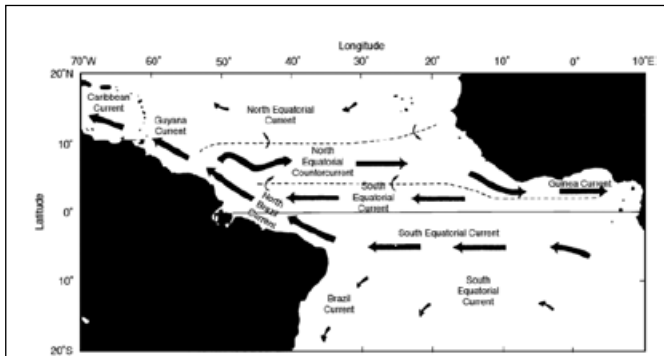 Longitude
70°W 60° 50° 40° 30° 20° 10° 0° 10°E
20°N
10°
0°
10°
20°S
Latitude
Caribbean
Current
Guyana
Current
North Equatorial
Current
North
Equatorial
Countercurrent
Guinea Current
South
Equatorial
Current
North
Brazil
Current
South Equatorial Current
Brazil
Current
South
Equatorial
Current